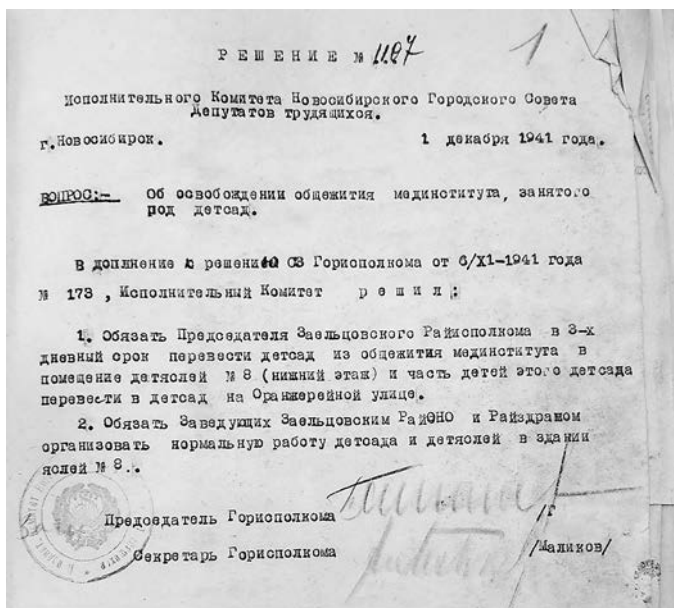 РЕШЕНИЕ № 1187
1
Исполнительного Комитета Новосибирского Городского Совета
Депутатов трудящихся.
г.Новосибирск. 1 декабря 1941 года.
ВОПРОС:- Об освобождении общежития мединститута, занятого
под детсад.
В доплнение к решению СЗ Горисполкома от 6/XI-1941 года
№ 173 , Исполнительный Комитет р е ш и л :
1. Обязать Председателя Заельцовского Райисполкома в 3-х
дневный срок перевести детсад из общежития мединститута в
помещение детяслей № 8 (нижний этаж) и часть детей этого детсада
перевести в детсад на Оранжерейной улице.
2. Обязать Заведующих Заельцовским РайОНО и Райздравом
организовать нормальную работу детсада и детяслей в здании
яслей № 8..
Председатель Горисполкома
Секретарь Горисполкома /Маликов/